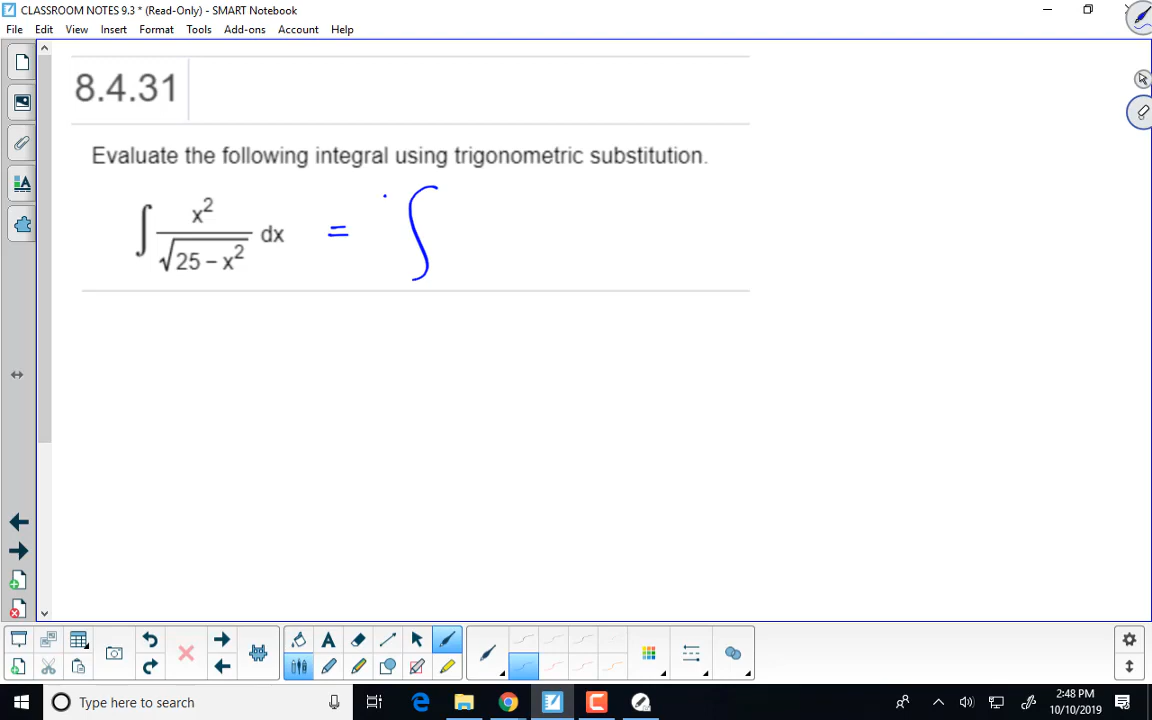 CLASSROOM NOTES 9.3 * (Read-Only) - SMART Notebook
File Edit View Insert Format Tools Add-ons Account Help
8.4.31
Evaluate the following integral using trigonometric substitution.
∫ x² / √(25 − x²) dx = ∫
Type here to search
2:48 PM
10/10/2019